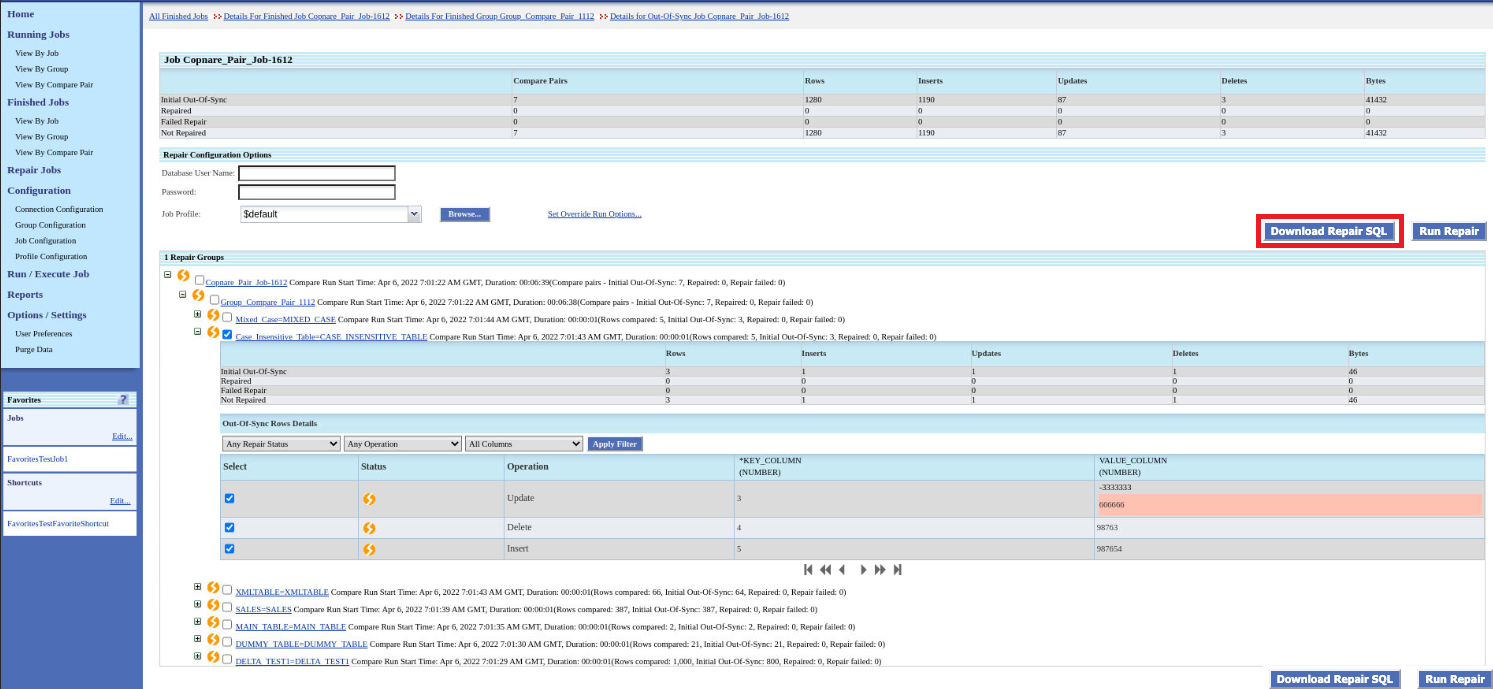 Home
Running Jobs
View By Job
View By Group
View By Compare Pair
Finished Jobs
View By Job
View By Group
View By Compare Pair
Repair Jobs
Configuration
Connection Configuration
Group Configuration
Job Configuration
Profile Configuration
Run / Execute Job
Reports
Options / Settings
User Preferences
Purge Data
Favorites ?
Jobs
Edit...
FavoritesTestJob1
Shortcuts
Edit...
FavoritesTestFavoriteShortcut
All Finished Jobs >> Details For Finished Job Copnare_Pair_Job-1612 >> Details For Finished Group Group_Compare_Pair_1112 >> Details for Out-Of-Sync Job Copnare_Pair_Job-1612
Job Copnare_Pair_Job-1612
Compare Pairs Rows Inserts Updates Deletes Bytes
Initial Out-Of-Sync 7 1280 1190 87 3 41432
Repaired 0 0 0 0 0 0
Failed Repair 0 0 0 0 0 0
Not Repaired 7 1280 1190 87 3 41432
Repair Configuration Options
Database User Name:
Password:
Job Profile: $default Browse... Set Override Run Options...
Download Repair SQL Run Repair
1 Repair Groups
Copnare_Pair_Job-1612 Compare Run Start Time: Apr 6, 2022 7:01:22 AM GMT, Duration: 00:06:39(Compare pairs - Initial Out-Of-Sync: 7, Repaired: 0, Repair failed: 0)
Group_Compare_Pair_1112 Compare Run Start Time: Apr 6, 2022 7:01:22 AM GMT, Duration: 00:06:38(Compare pairs - Initial Out-Of-Sync: 7, Repaired: 0, Repair failed: 0)
Mixed_Case=MIXED_CASE Compare Run Start Time: Apr 6, 2022 7:01:44 AM GMT, Duration: 00:00:01(Rows compared: 5, Initial Out-Of-Sync: 3, Repaired: 0, Repair failed: 0)
Case_Insensitive_Table=CASE_INSENSITIVE_TABLE Compare Run Start Time: Apr 6, 2022 7:01:43 AM GMT, Duration: 00:00:01(Rows compared: 5, Initial Out-Of-Sync: 3, Repaired: 0, Repair failed: 0)
Rows Inserts Updates Deletes Bytes
Initial Out-Of-Sync 3 1 1 1 46
Repaired 0 0 0 0 0
Failed Repair 0 0 0 0 0
Not Repaired 3 1 1 1 46
Out-Of-Sync Rows Details
Any Repair Status Any Operation All Columns Apply Filter
Select Status Operation *KEY_COLUMN (NUMBER) VALUE_COLUMN (NUMBER)
Update 3 -3333333
666666
Delete 4 98763
Insert 5 987654
XMLTABLE=XMLTABLE Compare Run Start Time: Apr 6, 2022 7:01:43 AM GMT, Duration: 00:00:01(Rows compared: 66, Initial Out-Of-Sync: 64, Repaired: 0, Repair failed: 0)
SALES=SALES Compare Run Start Time: Apr 6, 2022 7:01:39 AM GMT, Duration: 00:00:01(Rows compared: 387, Initial Out-Of-Sync: 387, Repaired: 0, Repair failed: 0)
MAIN_TABLE=MAIN_TABLE Compare Run Start Time: Apr 6, 2022 7:01:35 AM GMT, Duration: 00:00:01(Rows compared: 2, Initial Out-Of-Sync: 2, Repaired: 0, Repair failed: 0)
DUMMY_TABLE=DUMMY_TABLE Compare Run Start Time: Apr 6, 2022 7:01:30 AM GMT, Duration: 00:00:01(Rows compared: 21, Initial Out-Of-Sync: 21, Repaired: 0, Repair failed: 0)
DELTA_TEST1=DELTA_TEST1 Compare Run Start Time: Apr 6, 2022 7:01:29 AM GMT, Duration: 00:00:01(Rows compared: 1,000, Initial Out-Of-Sync: 800, Repaired: 0, Repair failed: 0)
Download Repair SQL Run Repair